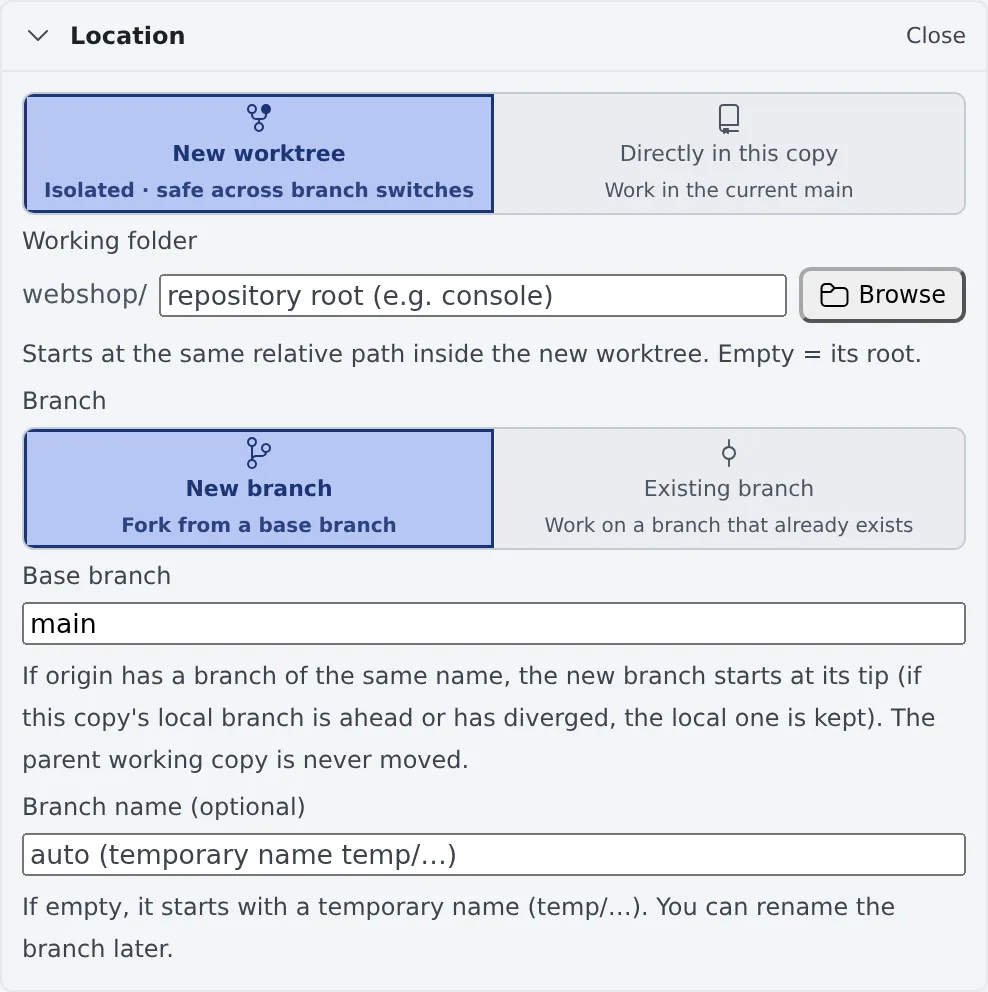 Location
Close
New worktree
Isolated · safe across branch switches
Directly in this copy
Work in the current main
Working folder
webshop/
repository root (e.g. console)
Browse
Starts at the same relative path inside the new worktree. Empty = its root.
Branch
New branch
Fork from a base branch
Existing branch
Work on a branch that already exists
Base branch
main
If origin has a branch of the same name, the new branch starts at its tip (if
this copy's local branch is ahead or has diverged, the local one is kept). The
parent working copy is never moved.
Branch name (optional)
auto (temporary name temp/…)
If empty, it starts with a temporary name (temp/…). You can rename the
branch later.